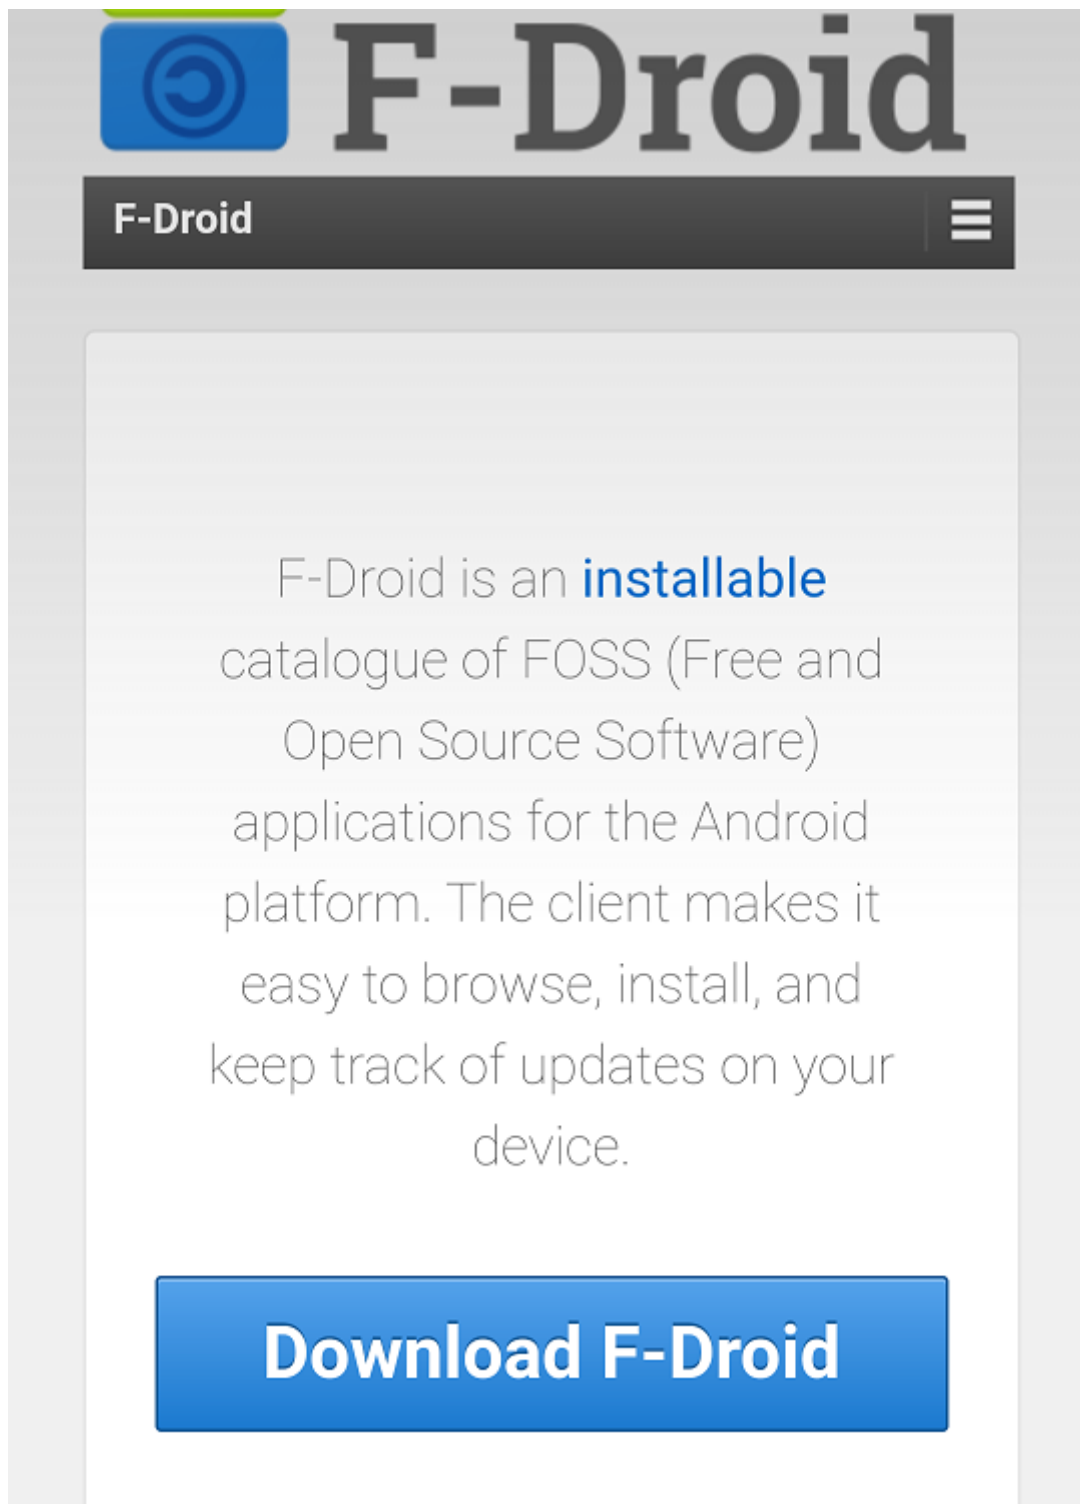 F-Droid
F-Droid
F-Droid is an installable
catalogue of FOSS (Free and
Open Source Software)
applications for the Android
platform. The client makes it
easy to browse, install, and
keep track of updates on your
device.
Download F-Droid